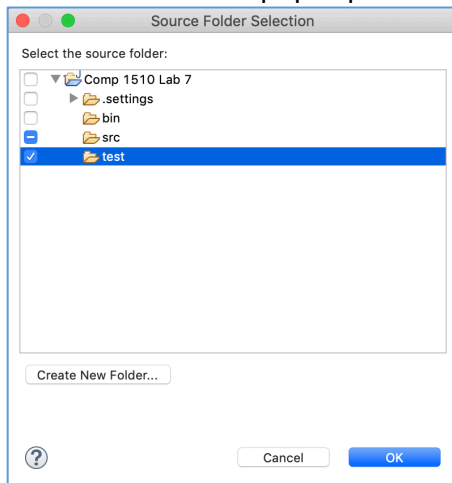 Source Folder Selection
Select the source folder:
Comp 1510 Lab 7
.settings
bin
src
test
Create New Folder...
?
Cancel
OK